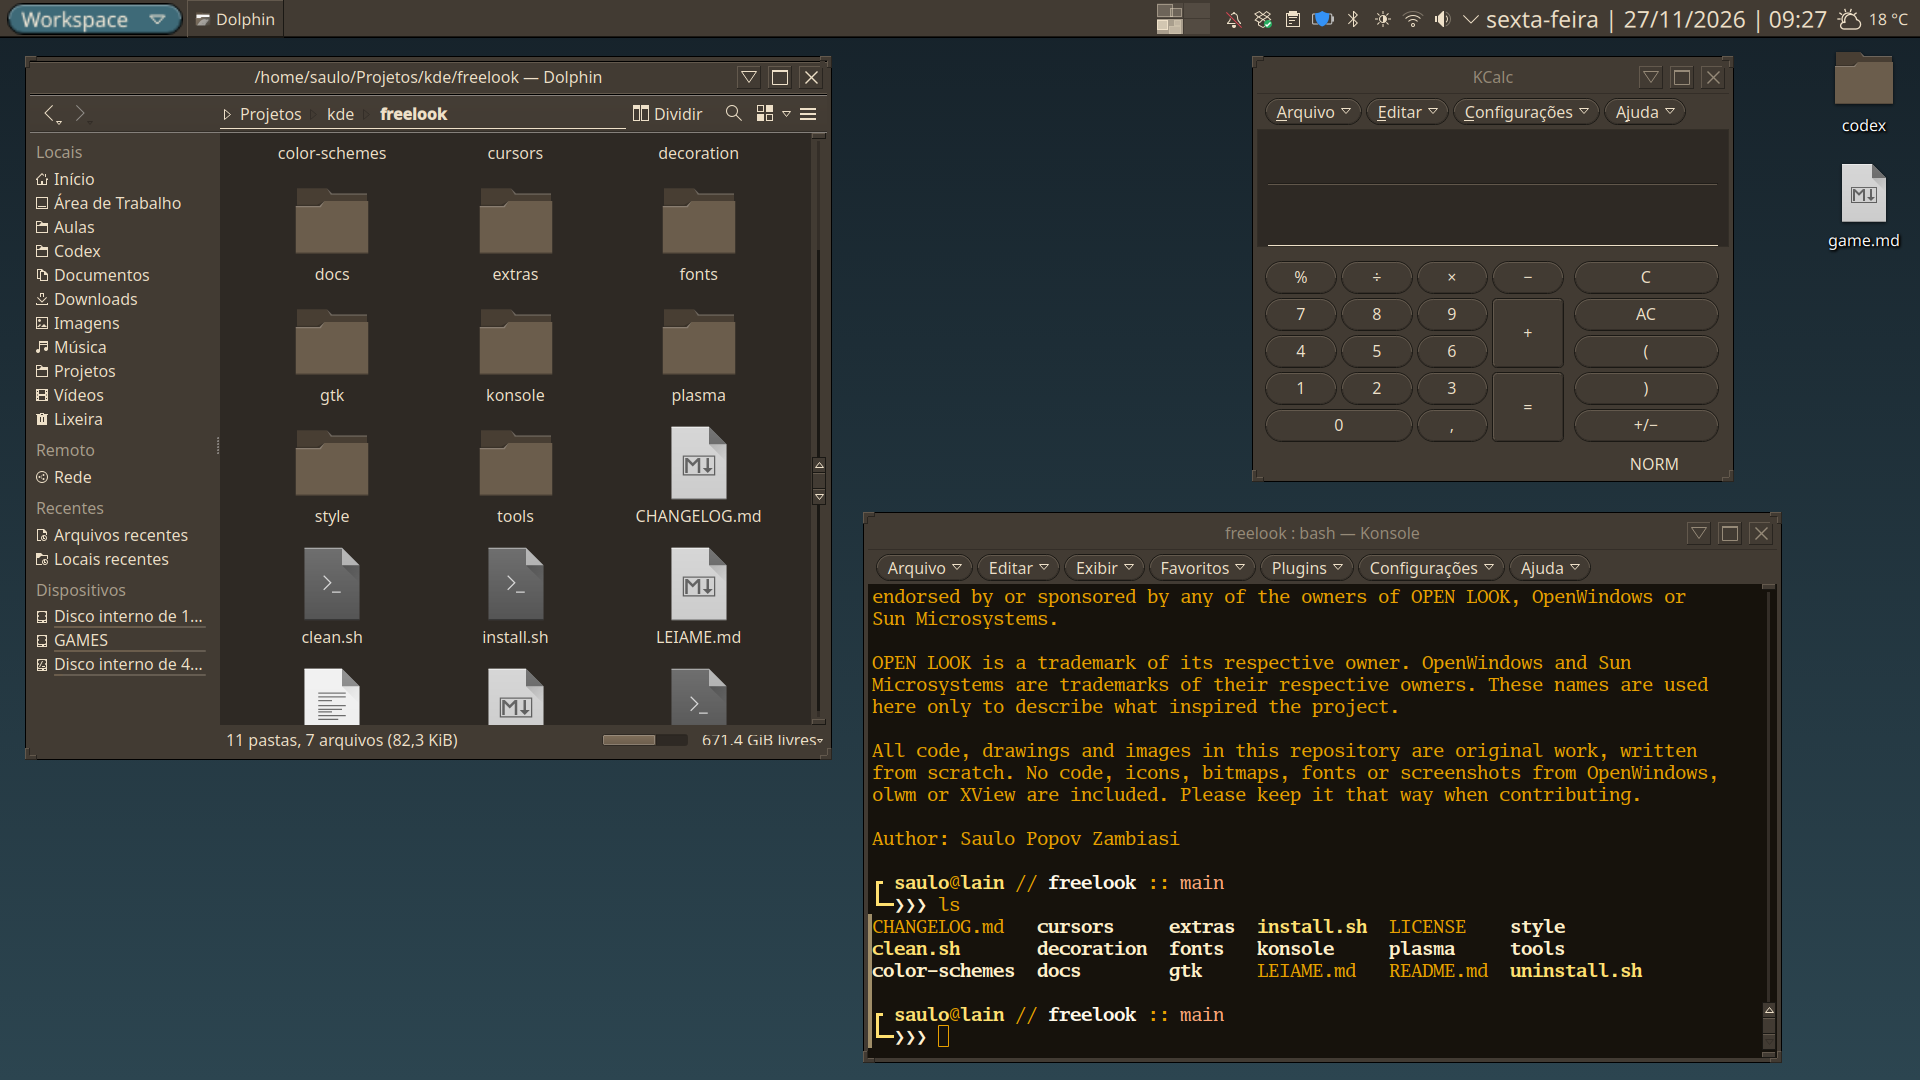 Workspace
Dolphin
sexta-feira | 27/11/2026 | 09:27
18 °C
/home/saulo/Projetos/kde/freelook — Dolphin
Projetos kde freelook
Dividir
Locais
Início
Área de Trabalho
Aulas
Codex
Documentos
Downloads
Imagens
Música
Projetos
Vídeos
Lixeira
Remoto
Rede
Recentes
Arquivos recentes
Locais recentes
Dispositivos
Disco interno de 1...
GAMES
Disco interno de 4...
color-schemes cursors decoration
docs extras fonts
gtk konsole plasma
style tools CHANGELOG.md
clean.sh install.sh LEIAME.md
11 pastas, 7 arquivos (82,3 KiB)
671,4 GiB livres
KCalc
Arquivo Editar Configurações Ajuda
% ÷ × − C
7 8 9 + AC
4 5 6 (
1 2 3 = )
0 , +/−
NORM
codex
game.md
freelook : bash — Konsole
Arquivo Editar Exibir Favoritos Plugins Configurações Ajuda
endorsed by or sponsored by any of the owners of OPEN LOOK, OpenWindows or
Sun Microsystems.
OPEN LOOK is a trademark of its respective owner. OpenWindows and Sun
Microsystems are trademarks of their respective owners. These names are used
here only to describe what inspired the project.
All code, drawings and images in this repository are original work, written
from scratch. No code, icons, bitmaps, fonts or screenshots from OpenWindows,
olwm or XView are included. Please keep it that way when contributing.
Author: Saulo Popov Zambiasi
saulo@lain // freelook :: main
❯❯❯ ls
CHANGELOG.md cursors extras install.sh LICENSE style
clean.sh decoration fonts konsole plasma tools
color-schemes docs gtk LEIAME.md README.md uninstall.sh
saulo@lain // freelook :: main
❯❯❯